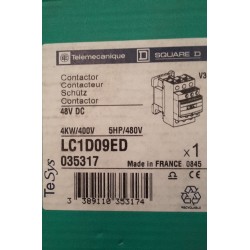 Telemecanique
SQUARE D
Contactor
Contacteur
Schütz
Contactor
48V DC
V3
4KW/400V 5HP/480V
LC1D09ED
035317
x1
Made in FRANCE 0845
TeSys
3 389110 353174
RECYCLABLE